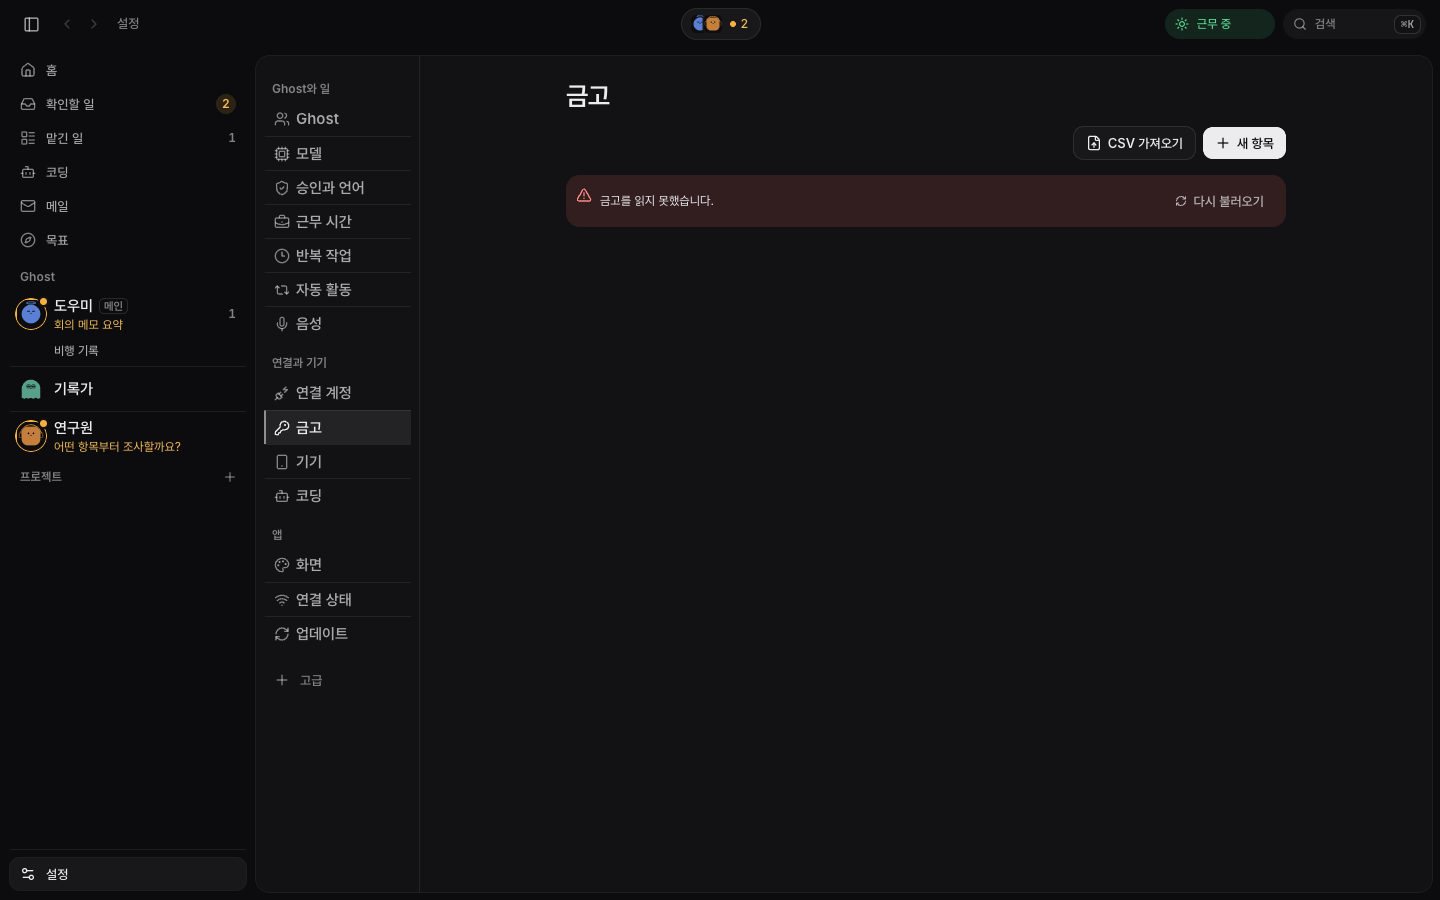 설정
2
근무 중
검색
⌘K
홈
확인할 일
2
맡긴 일
1
코딩
메일
목표
Ghost
도우미
메인
회의 메모 요약
1
비행 기록
기록가
연구원
어떤 항목부터 조사할까요?
프로젝트
설정
Ghost와 일
Ghost
모델
승인과 언어
근무 시간
반복 작업
자동 활동
음성
연결과 기기
연결 계정
금고
기기
코딩
앱
화면
연결 상태
업데이트
고급
금고
CSV 가져오기
새 항목
금고를 읽지 못했습니다.
다시 불러오기